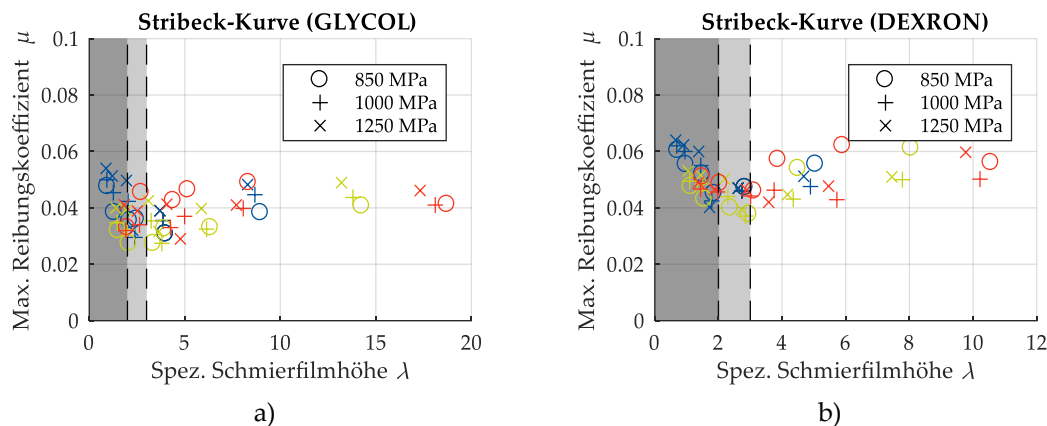 Stribeck-Kurve (GLYCOL)
Max. Reibungskoeffizient μ
0.1
0.08
0.06
0.04
0.02
0
850 MPa
1000 MPa
1250 MPa
0 5 10 15 20
Spez. Schmierfilmhöhe λ
a)
Stribeck-Kurve (DEXRON)
Max. Reibungskoeffizient μ
0.1
0.08
0.06
0.04
0.02
0
850 MPa
1000 MPa
1250 MPa
0 2 4 6 8 10 12
Spez. Schmierfilmhöhe λ
b)